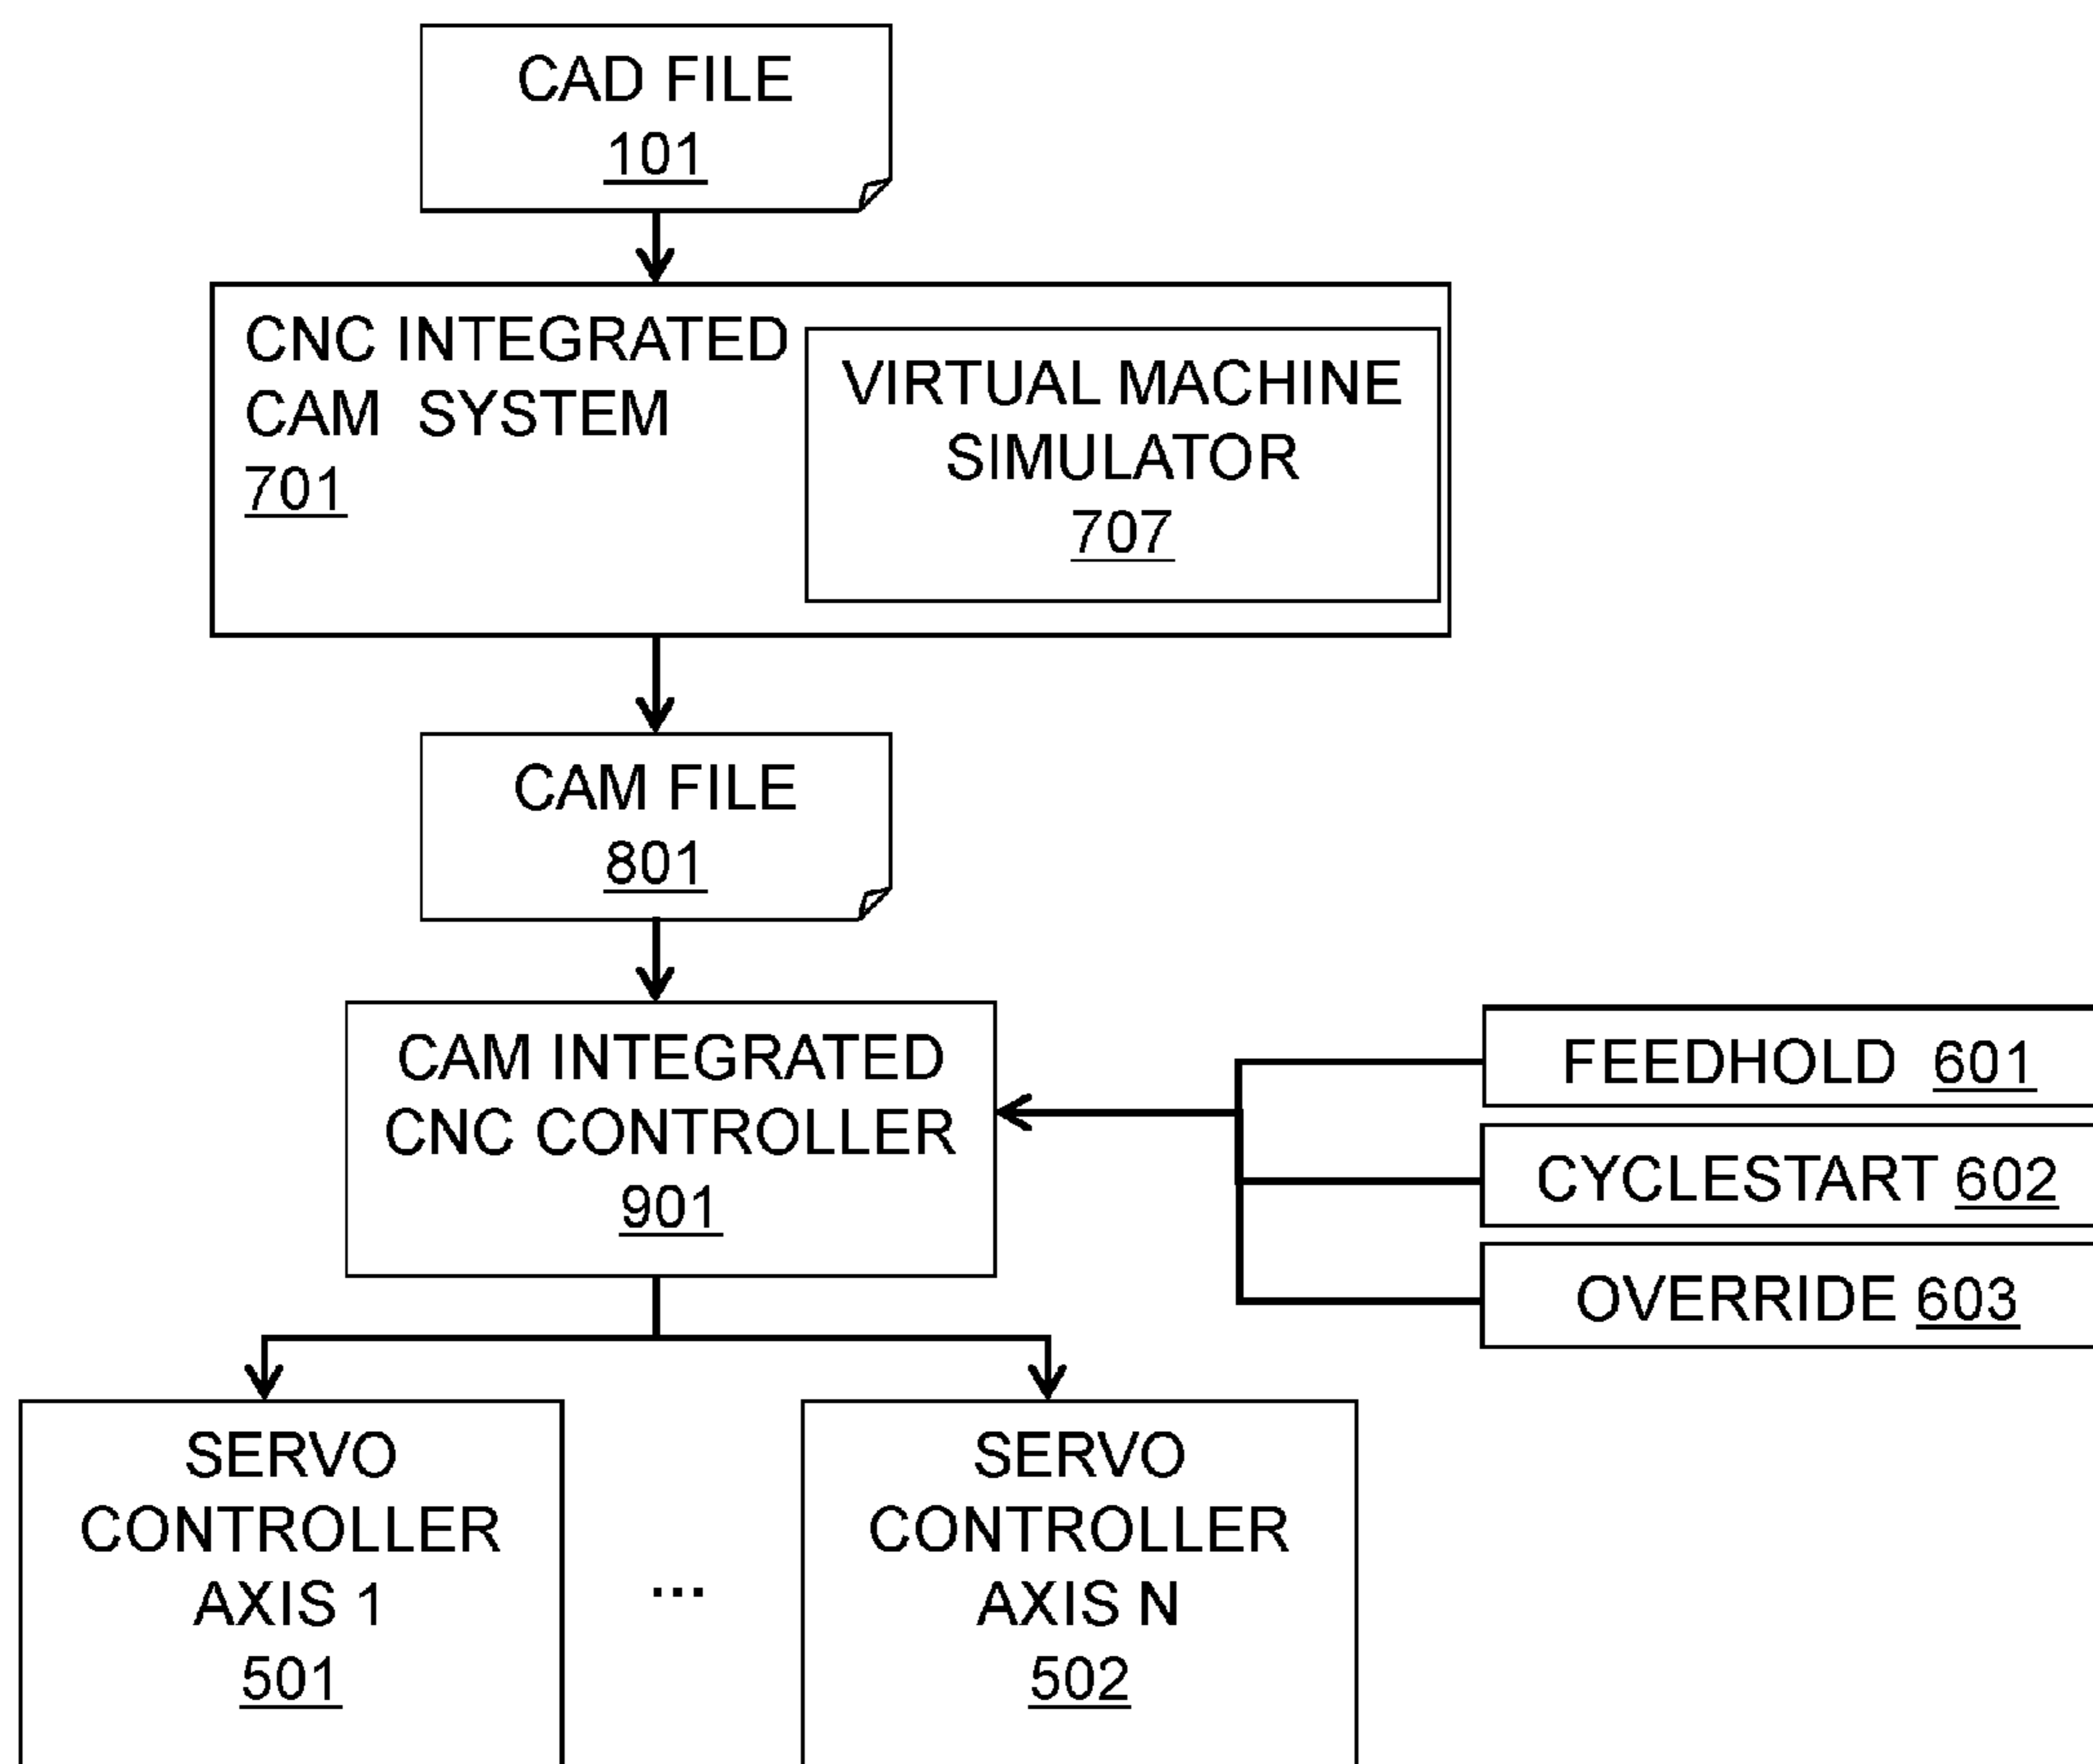 CAD FILE
101
CNC INTEGRATED
CAM SYSTEM
701
VIRTUAL MACHINE
SIMULATOR
707
CAM FILE
801
CAM INTEGRATED
CNC CONTROLLER
901
FEEDHOLD 601
CYCLESTART 602
OVERRIDE 603
SERVO
CONTROLLER
AXIS 1
501
...
SERVO
CONTROLLER
AXIS N
502